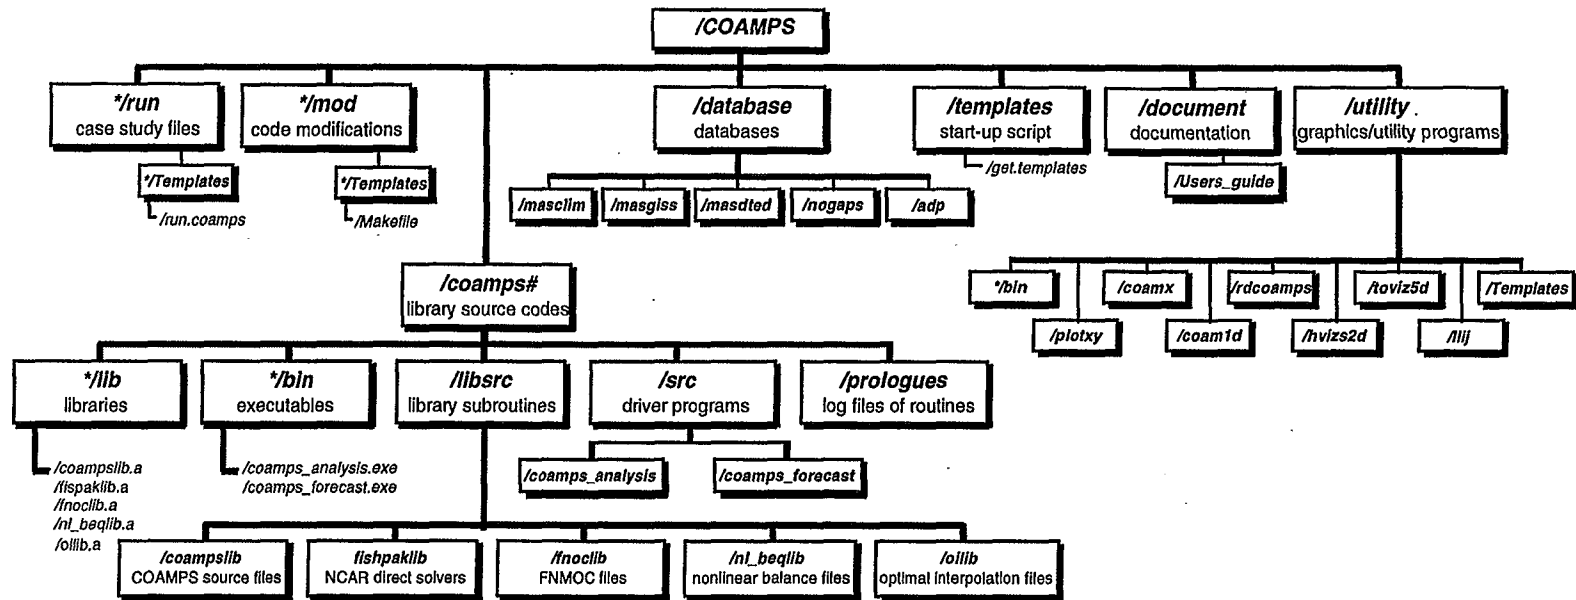 /COAMPS
*/run
case study files
*/mod
code modifications
/database
databases
/templates
start-up script
/document
documentation
/utility
graphics/utility programs
*/Templates
/run.coamps
*/Templates
/Makefile
/masclim
/masglss
/masdted
/nogaps
/adp
/get.templates
/Users_guide
/coamps#
library source codes
*/bin
/coamx
/rdcoamps
/toviz5d
/Templates
/plotxy
/coam1d
/hvizs2d
/llij
*/lib
libraries
*/bin
executables
/libsrc
library subroutines
/src
driver programs
/prologues
log files of routines
/coampslib.a
/fispaklib.a
/fnoclib.a
/nl_beqlib.a
/oilib.a
/coamps_analysis.exe
/coamps_forecast.exe
/coamps_analysis
/coamps_forecast
/coampslib
COAMPS source files
fishpaklib
NCAR direct solvers
/fnoclib
FNMOC files
/nl_beqlib
nonlinear balance files
/oilib
optimal interpolation files